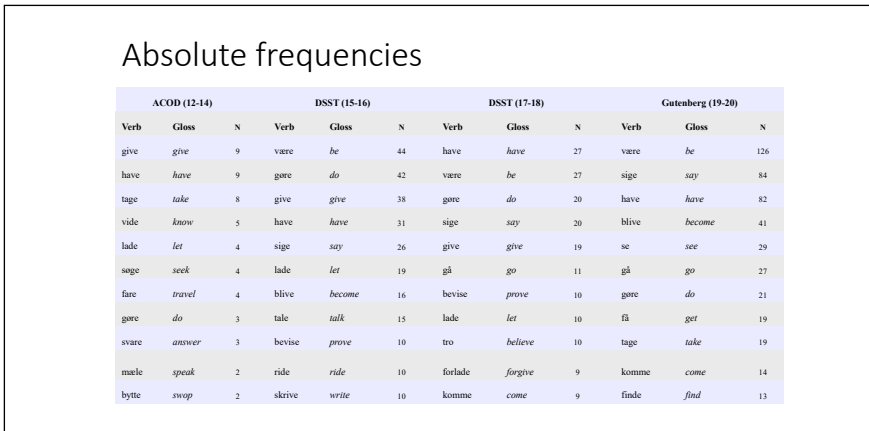 Absolute frequencies
ACOD (12-14) DSST (15-16) DSST (17-18) Gutenberg (19-20)
Verb Gloss N Verb Gloss N Verb Gloss N Verb Gloss N
give give 9 være be 44 have have 27 være be 126
have have 9 gøre do 42 være be 27 sige say 84
tage take 8 give give 38 gøre do 20 have have 82
vide know 5 have have 31 sige say 20 blive become 41
lade let 4 sige say 26 give give 19 se see 29
søge seek 4 lade let 19 gå go 11 gå go 27
fare travel 4 blive become 16 bevise prove 10 gøre do 21
gøre do 3 tale talk 15 lade let 10 få get 19
svare answer 3 bevise prove 10 tro believe 10 tage take 19
mæle speak 2 ride ride 10 forlade forgive 9 komme come 14
bytte swop 2 skrive write 10 komme come 9 finde find 13